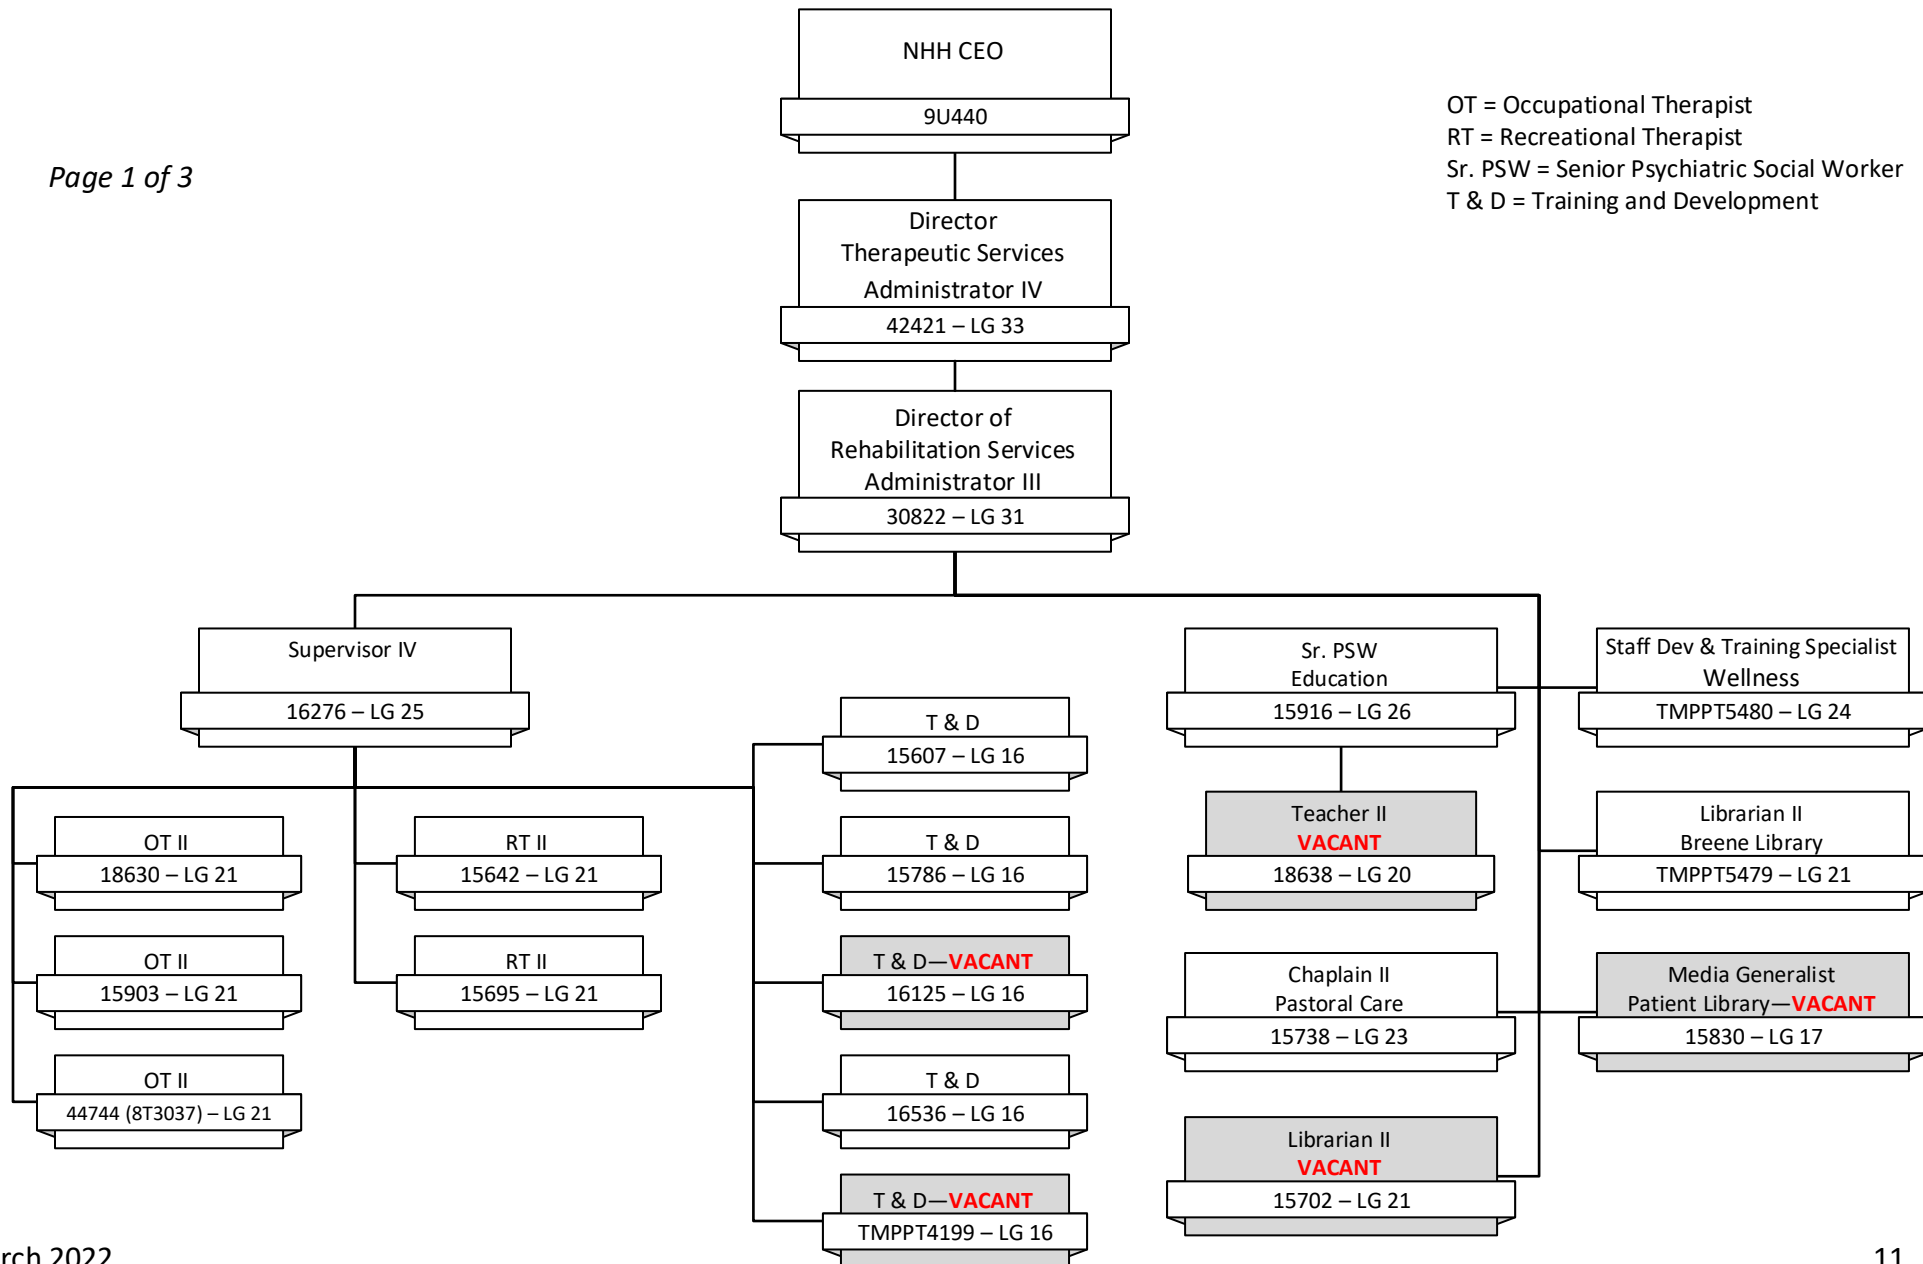 NHH CEO
9U440
OT = Occupational Therapist
RT = Recreational Therapist
Sr. PSW = Senior Psychiatric Social Worker
T & D = Training and Development
Page 1 of 3
Director
Therapeutic Services
Administrator IV
42421 – LG 33
Director of
Rehabilitation Services
Administrator III
30822 – LG 31
Supervisor IV
16276 – LG 25
OT II
18630 – LG 21
OT II
15903 – LG 21
OT II
44744 (8T3037) – LG 21
RT II
15642 – LG 21
RT II
15695 – LG 21
T & D
15607 – LG 16
T & D
15786 – LG 16
T & D—VACANT
16125 – LG 16
T & D
16536 – LG 16
T & D—VACANT
TMPPT4199 – LG 16
Sr. PSW
Education
15916 – LG 26
Teacher II
VACANT
18638 – LG 20
Chaplain II
Pastoral Care
15738 – LG 23
Librarian II
VACANT
15702 – LG 21
Staff Dev & Training Specialist
Wellness
TMPPT5480 – LG 24
Librarian II
Breene Library
TMPPT5479 – LG 21
Media Generalist
Patient Library—VACANT
15830 – LG 17
rch 2022
11